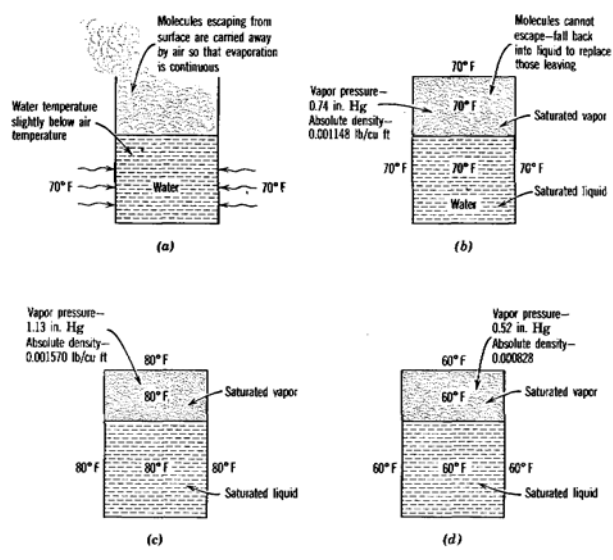 Molecules escaping from
surface are carried away
by air so that evaporation
is continuous
Water temperature
slightly below air
temperature
70°F
Water
70°F
(a)
Molecules cannot
escape—fall back
into liquid to replace
those leaving
70°F
Vapor pressure—
0.74 in. Hg
Absolute density—
0.001148 lb/cu ft
70°F
Saturated vapor
70°F
70°F
70°F
Saturated liquid
Water
(b)
Vapor pressure—
1.13 in. Hg
Absolute density—
0.001570 lb/cu ft
80°F
80°F
Saturated vapor
80°F
80°F
80°F
Saturated liquid
(c)
Vapor pressure—
0.52 in. Hg
Absolute density—
0.000828
60°F
60°F
Saturated vapor
60°F
60°F
60°F
Saturated liquid
(d)